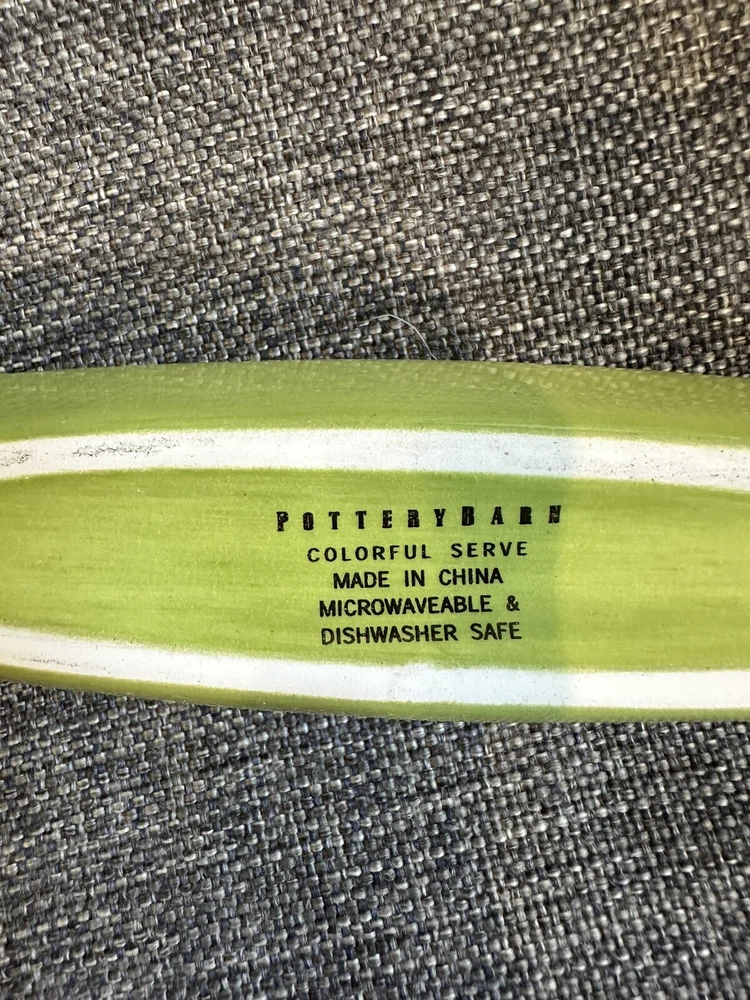 POTTERYBARN
COLORFUL SERVE
MADE IN CHINA
MICROWAVEABLE &
DISHWASHER SAFE